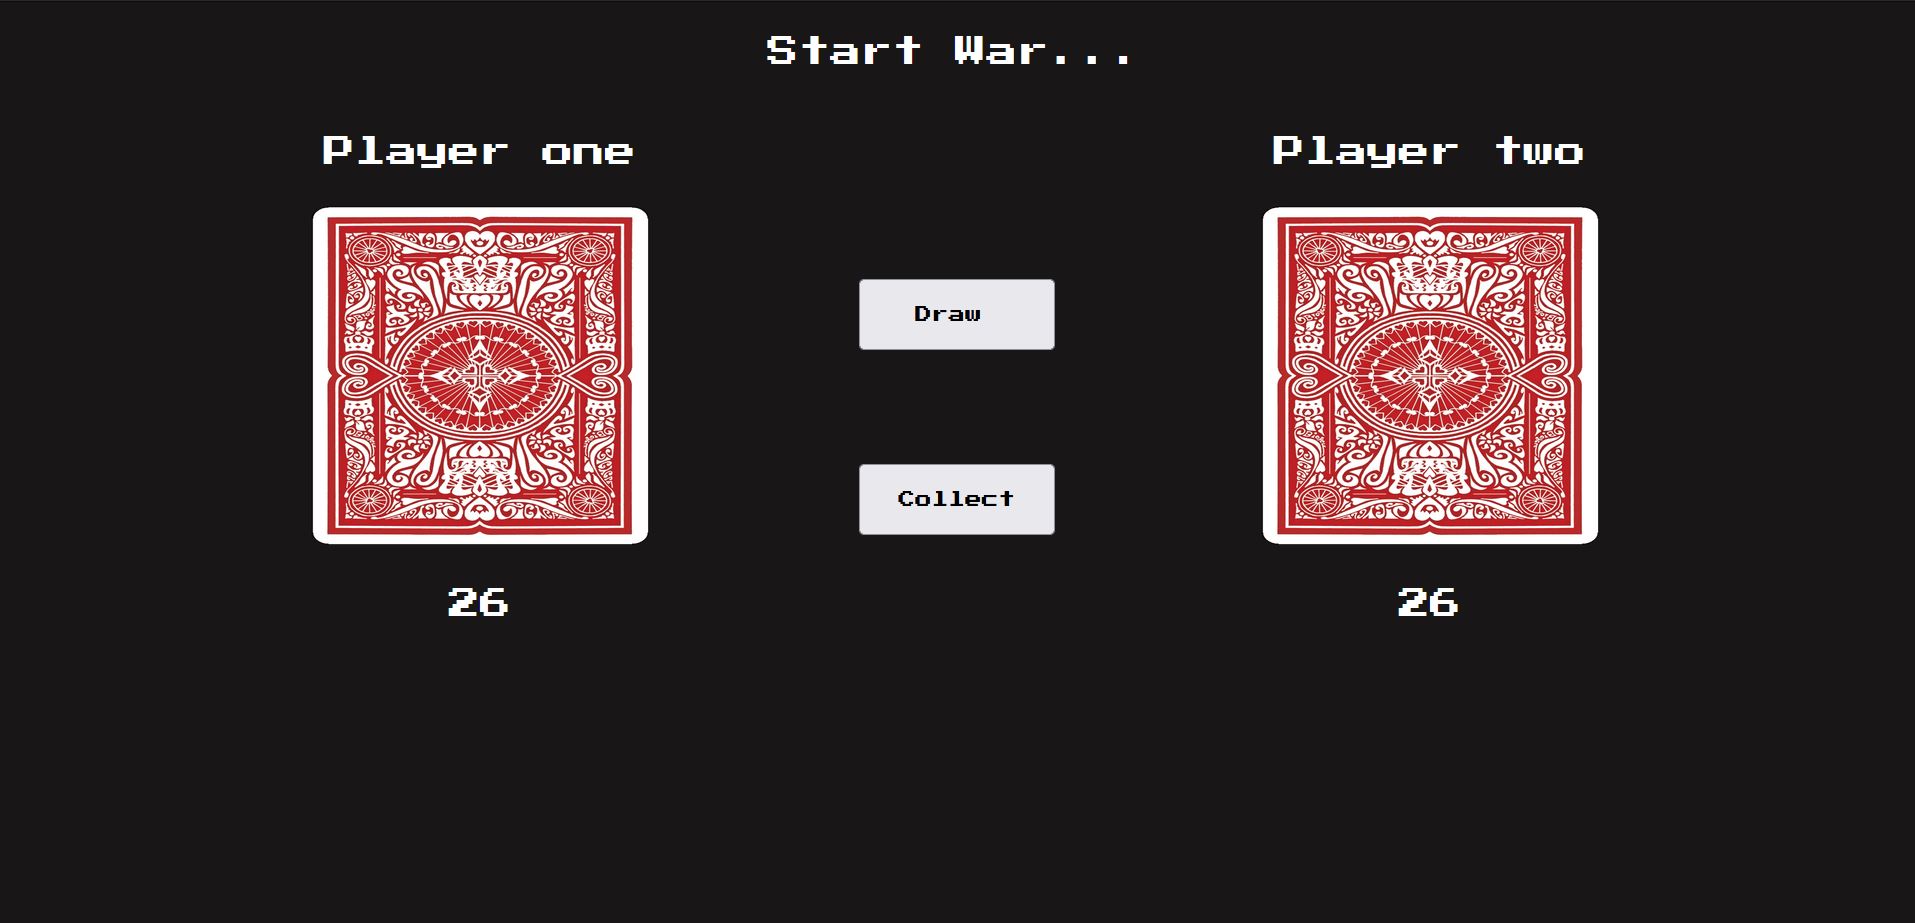 Start War...
Player one
Player two
Draw
Collect
26
26